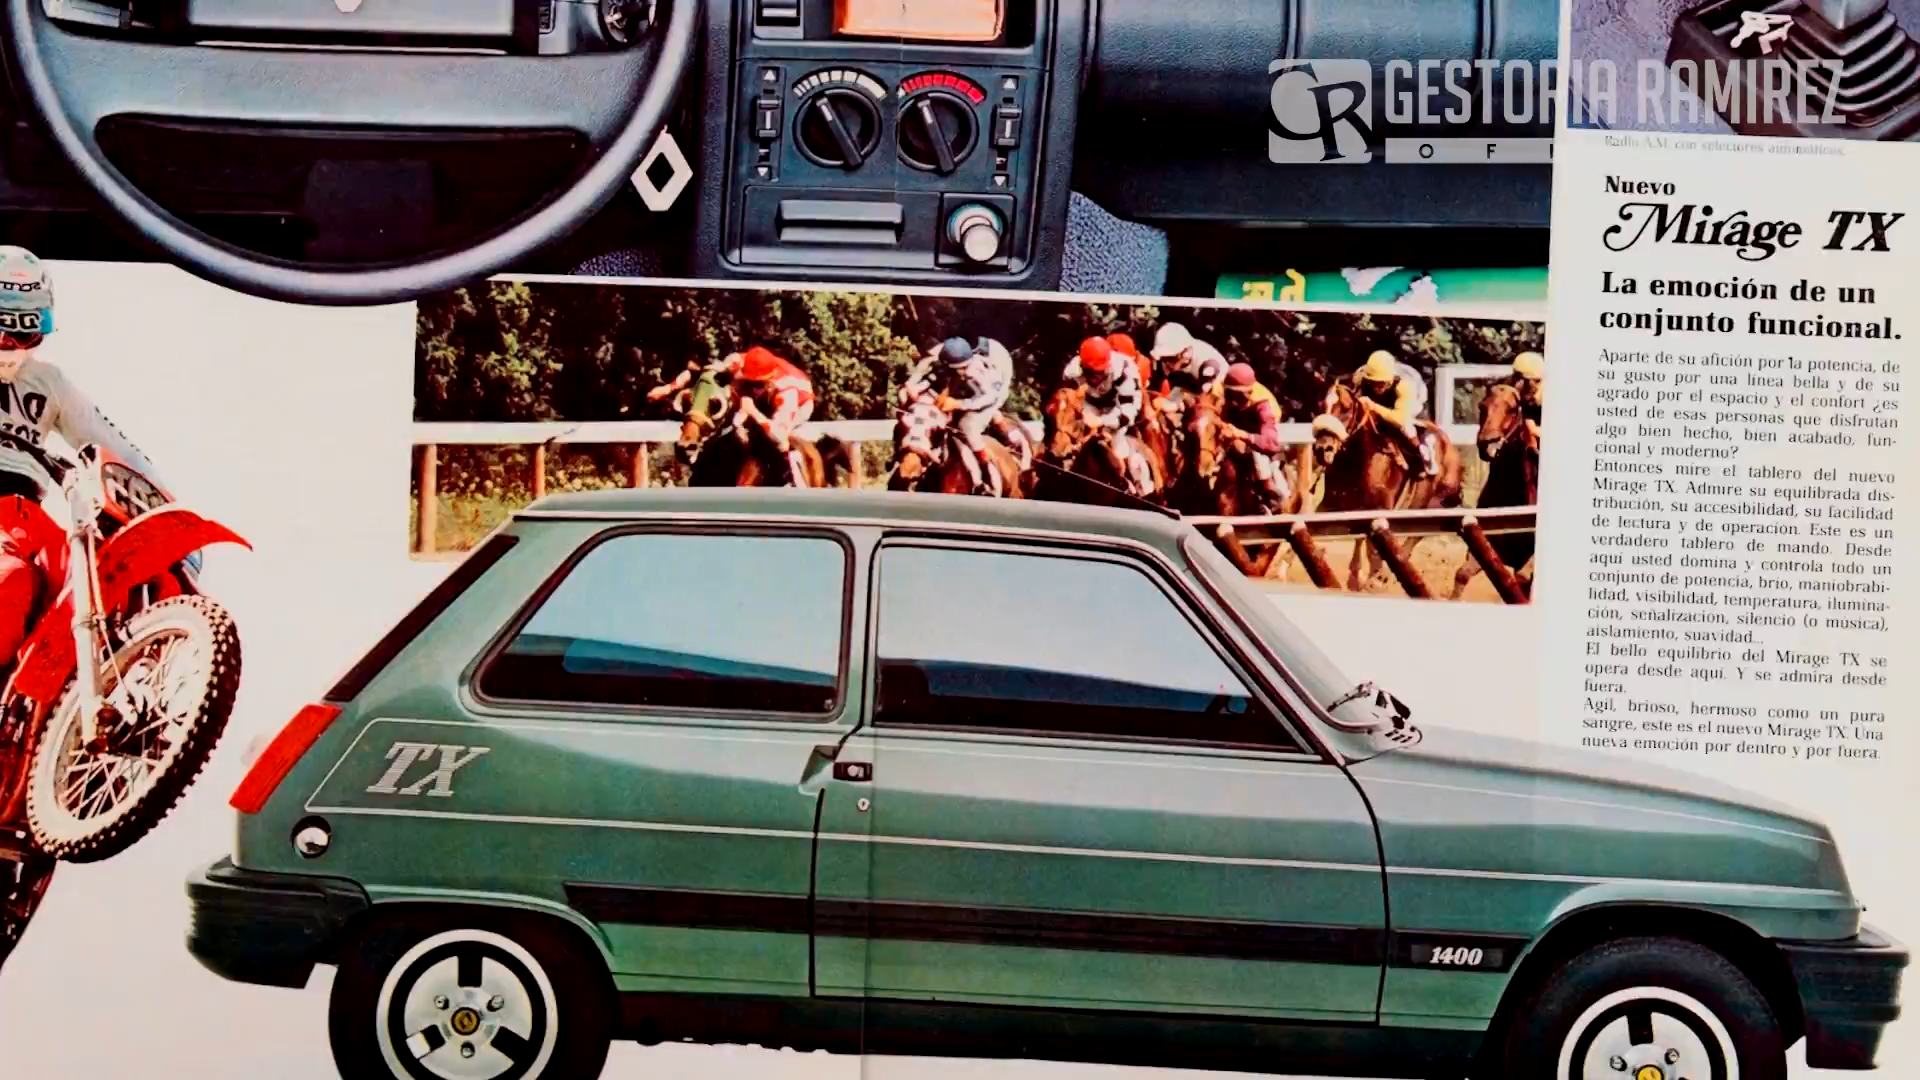 GESTORIA RAMIREZ
O F I
Radio A.M. con selectores automáticos.
Nuevo
Mirage TX
La emoción de un
conjunto funcional.
Aparte de su afición por la potencia, de
su gusto por una línea bella y de su
agrado por el espacio y el confort ¿es
usted de esas personas que disfrutan
algo bien hecho, bien acabado, fun-
cional y moderno?
Entonces mire el tablero del nuevo
Mirage TX. Admire su equilibrada dis-
tribución, su accesibilidad, su facilidad
de lectura y de operación. Este es un
verdadero tablero de mando. Desde
aquí usted domina y controla todo un
conjunto de potencia, brío, maniobrabi-
lidad, visibilidad, temperatura, ilumina-
ción, señalización, silencio (o música),
aislamiento, suavidad...
El bello equilibrio del Mirage TX se
opera desde aquí. Y se admira desde
fuera.
Agil, brioso, hermoso como un pura
sangre, este es el nuevo Mirage TX. Una
nueva emoción por dentro y por fuera.
TX
1400